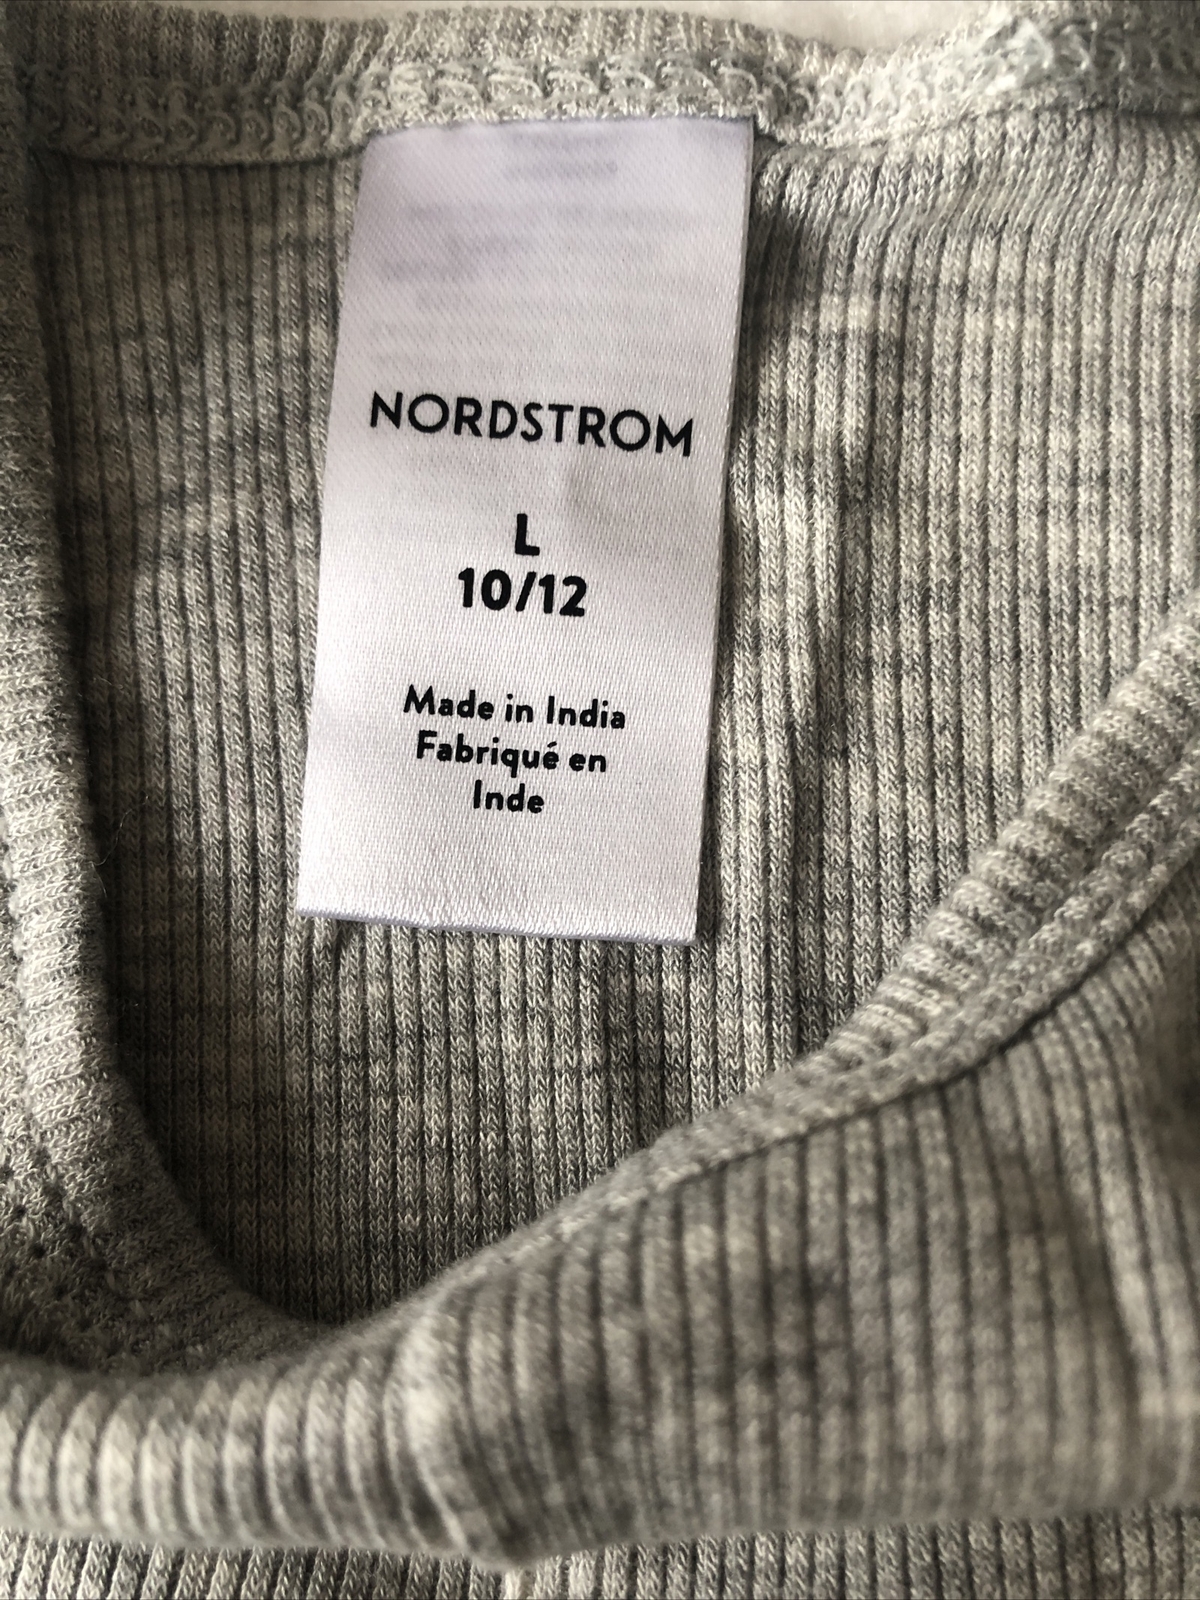 NORDSTROM
L
10/12
Made in India
Fabriqué en
Inde